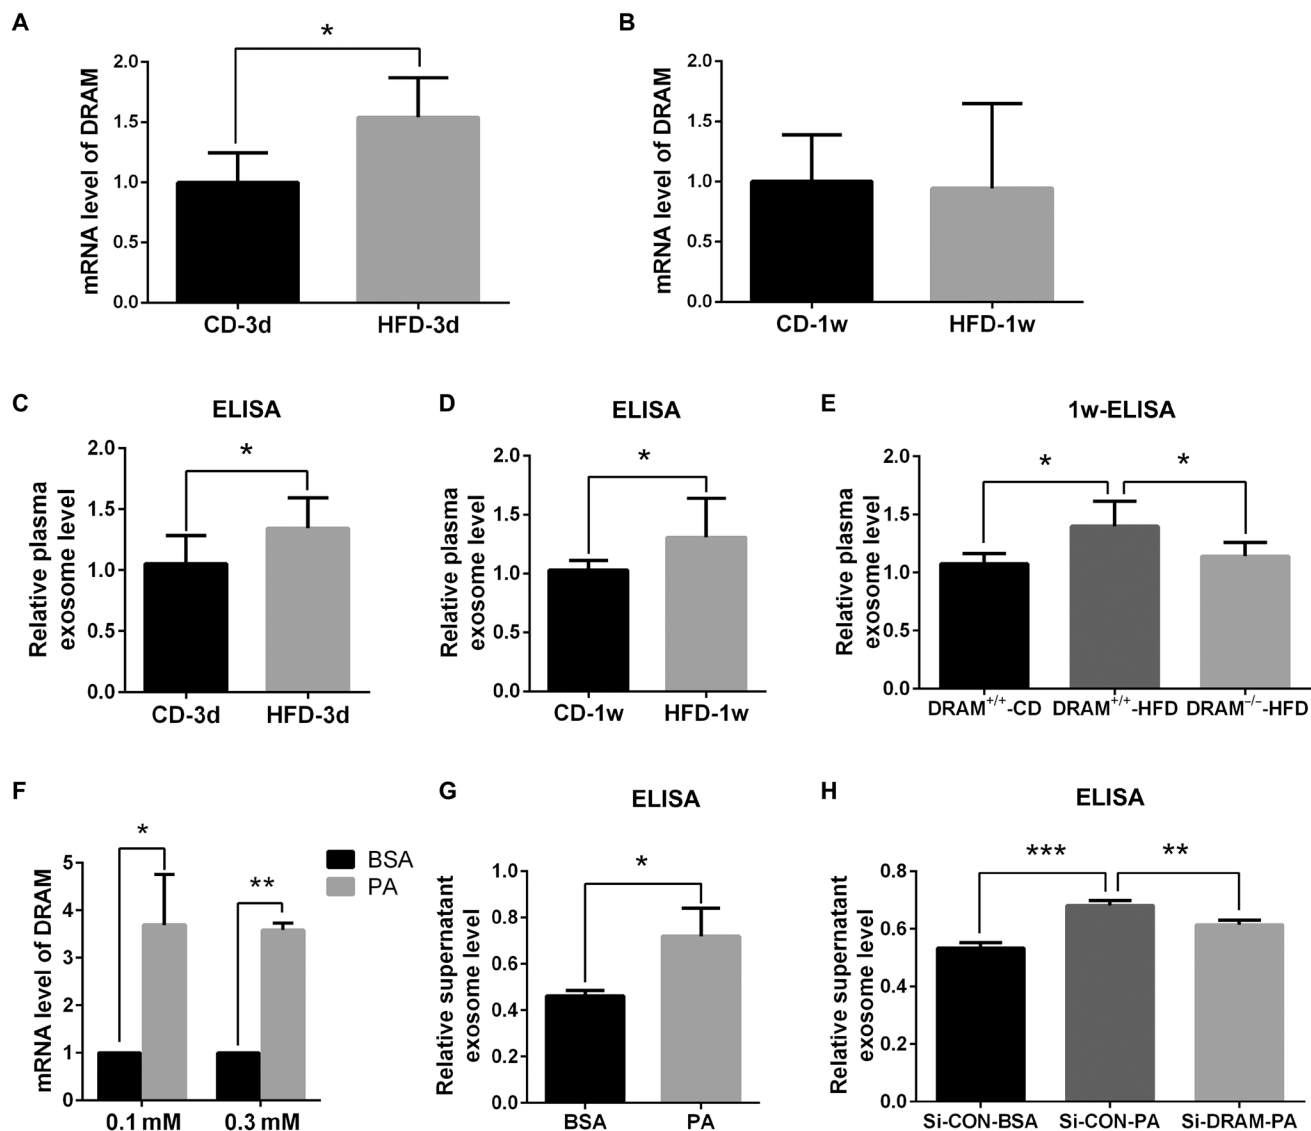 A
*
mRNA level of DRAM
2.0
1.5
1.0
0.5
0.0
CD-3d
HFD-3d
B
mRNA level of DRAM
2.0
1.5
1.0
0.5
0.0
CD-1w
HFD-1w
C
ELISA
*
Relative plasma
exosome level
2.0
1.5
1.0
0.5
0.0
CD-3d
HFD-3d
D
ELISA
*
Relative plasma
exosome level
2.0
1.5
1.0
0.5
0.0
CD-1w
HFD-1w
E
1w-ELISA
*
*
Relative plasma
exosome level
2.0
1.5
1.0
0.5
0.0
DRAM+/+-CD
DRAM+/+-HFD
DRAM−/−-HFD
F
*
**
BSA
PA
mRNA level of DRAM
5
4
3
2
1
0
0.1 mM
0.3 mM
G
ELISA
*
Relative supernatant
exosome level
1.0
0.8
0.6
0.4
0.2
0.0
BSA
PA
H
ELISA
***
**
Relative supernatant
exosome level
0.8
0.6
0.4
0.2
0.0
Si-CON-BSA
Si-CON-PA
Si-DRAM-PA